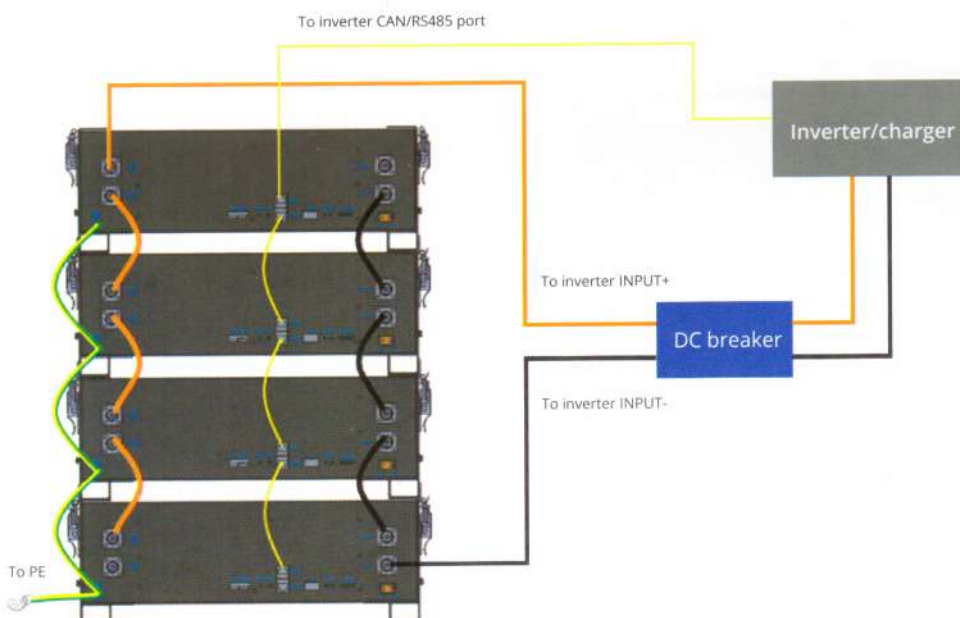 To inverter CAN/RS485 port
Inverter/charger
To inverter INPUT+
DC breaker
To inverter INPUT-
To PE